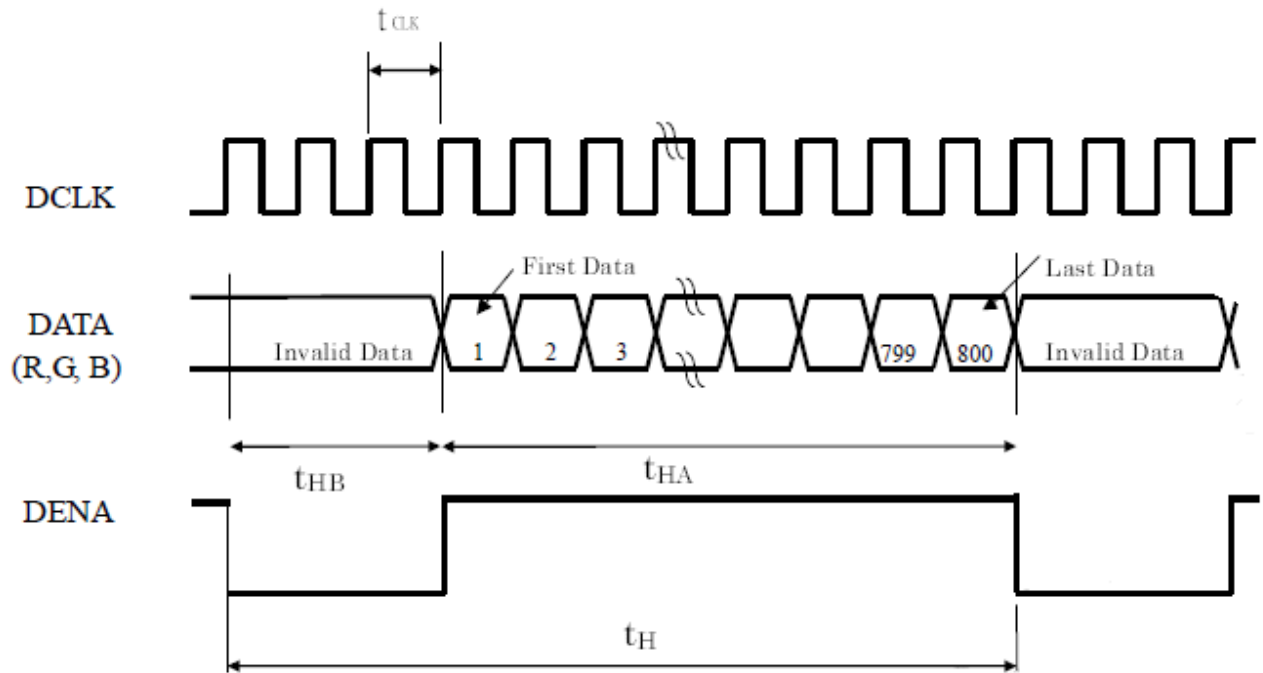 t CLK
DCLK
First Data
Last Data
DATA
(R,G, B)
Invalid Data
1
2
3
799
800
Invalid Data
tHB
tHA
DENA
tH